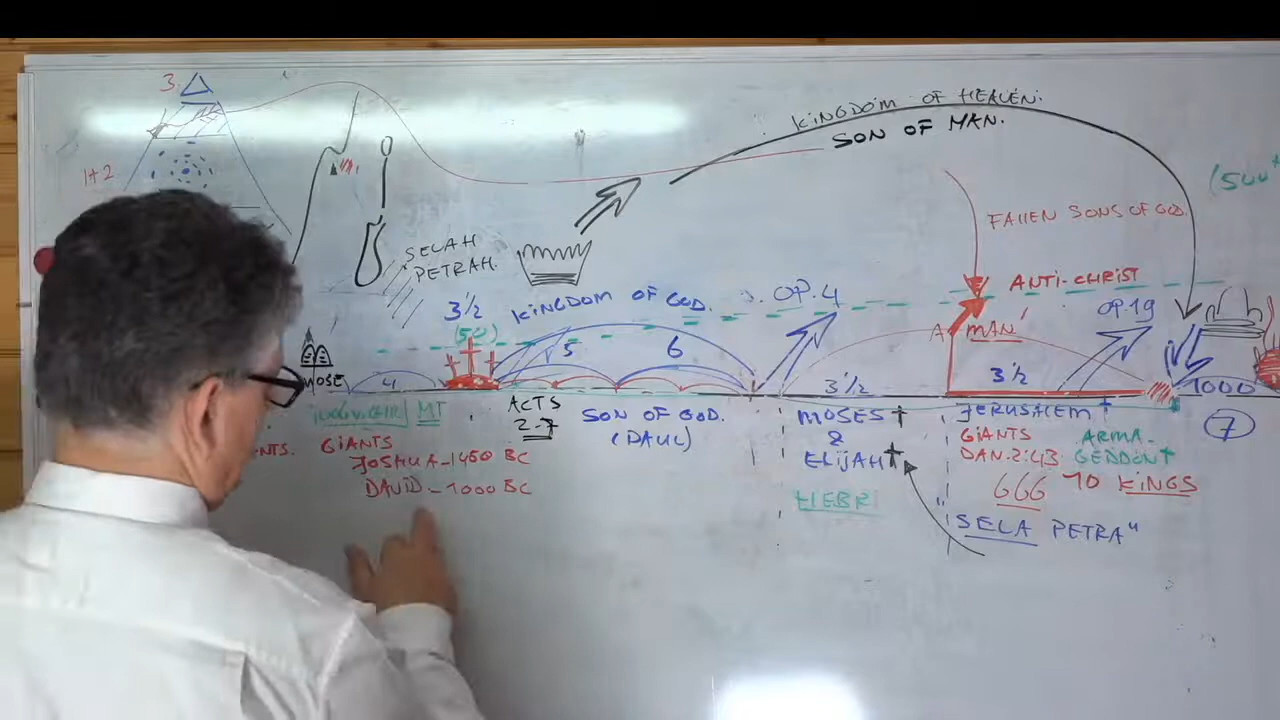 3.
1+2
KINGDOM OF HEAVEN.
SON OF MAN.
(500
SELAH
PETRAH.
FALLEN SONS OF GOD.
ANTI-CHRIST
3½
KINGDOM OF GOD.
OP.4
(50)
MAN'
OP.19
MOSE
4
5
6
3½
3½
1000
MT
ACTS
2-7
SON OF GOD.
MOSES
&
ELIJAH
JERUSALEM
7
NTS.
GIANTS
JOSHUA-1450 BC
DAVID-1000 BC
GIANTS
DAN.2:43
ARMA-
GEDDON
666
10 KINGS
HEBR
SELA PETRA"